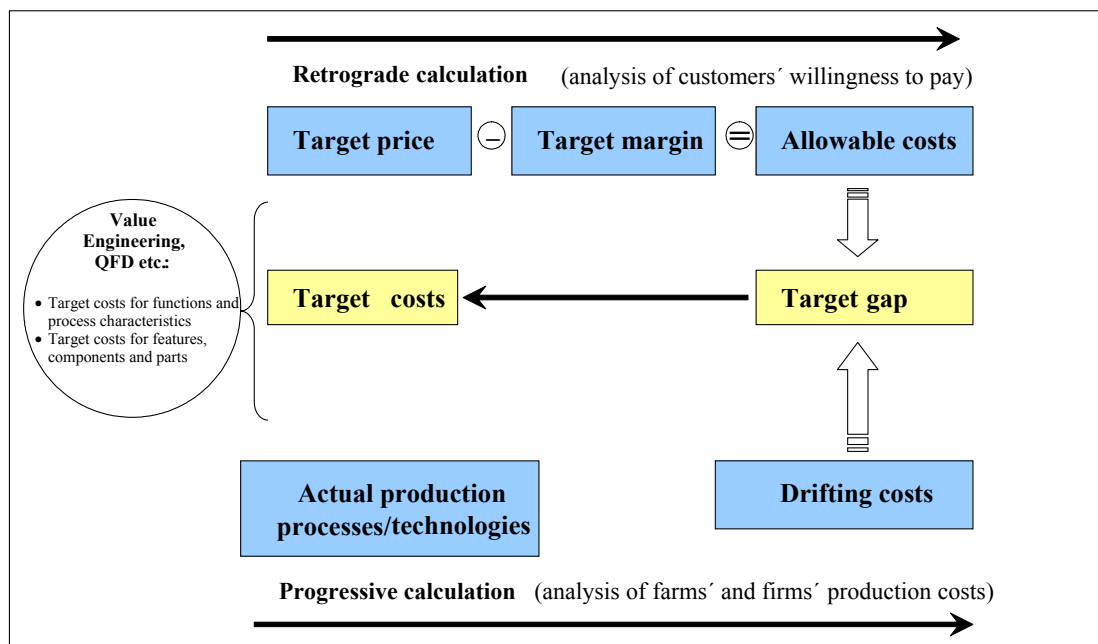 Retrograde calculation (analysis of customers´ willingness to pay)
Target price − Target margin = Allowable costs
Value
Engineering,
QFD etc.:
• Target costs for functions and
process characteristics
• Target costs for features,
components and parts
Target costs
Target gap
Actual production
processes/technologies
Drifting costs
Progressive calculation (analysis of farms´ and firms´ production costs)